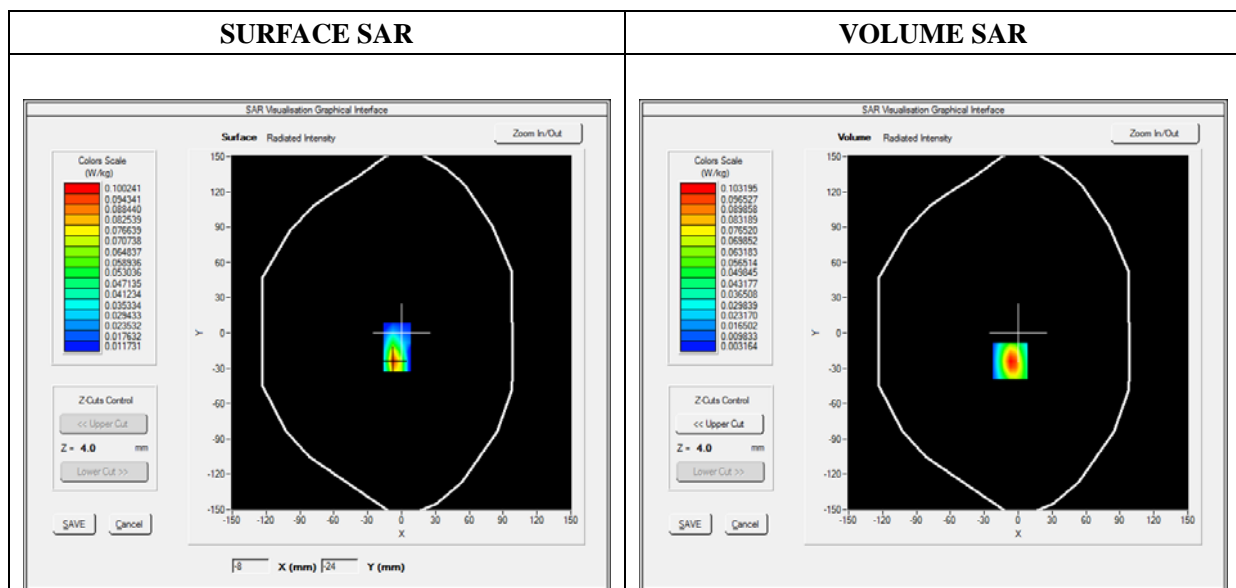 SURFACE SAR
VOLUME SAR
SAR Visualisation Graphical Interface
Surface Radiated Intensity
Zoom In/Out
Colors Scale
(W/kg)
0.100241
0.094341
0.088440
0.082539
0.076639
0.070738
0.064837
0.058936
0.053036
0.047135
0.041234
0.035334
0.029433
0.023532
0.017632
0.011731
Z-Cuts Control
<< Upper Cut
Z = 4.0 mm
Lower Cut >>
SAVE Cancel
150
120
90
60
30
0
-30
-60
-90
-120
-150
Y
-150 -120 -90 -60 -30 0 30 60 90 120 150
X
-8 X (mm) -24 Y (mm)
SAR Visualisation Graphical Interface
Volume Radiated Intensity
Zoom In/Out
Colors Scale
(W/kg)
0.103195
0.096527
0.089858
0.083189
0.076520
0.069852
0.063183
0.056514
0.049845
0.043177
0.036508
0.029839
0.023170
0.016502
0.009833
0.003164
Z-Cuts Control
<< Upper Cut
Z = 4.0 mm
Lower Cut >>
SAVE Cancel
150
120
90
60
30
0
-30
-60
-90
-120
-150
Y
-150 -120 -90 -60 -30 0 30 60 90 120 150
X